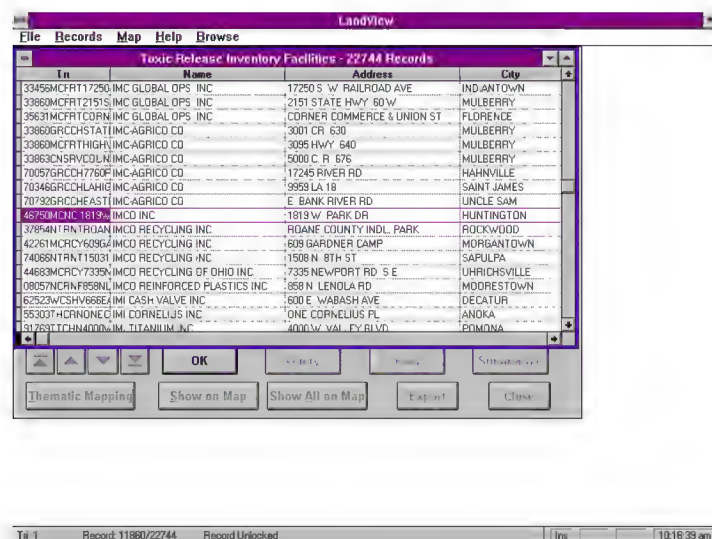 LandView
File Records Map Help Browse
Toxic Release Inventory Facilities - 22744 Records
Tri Name Address City
33456MCFRT17250 IMC GLOBAL OPS INC 17250 S W RAILROAD AVE INDIANTOWN
33860MCFRT2151S IMC GLOBAL OPS INC 2151 STATE HWY 60 W MULBERRY
35631MCFRTCORN IMC GLOBAL OPS INC CORNER COMMERCE & UNION ST FLORENCE
33860GRCCHSTATI IMC-AGRICO CO 3001 CR 630 MULBERRY
33860MCFRTHIGH IMC-AGRICO CO 3095 HWY 640 MULBERRY
33863CNSRVCOUN IMC-AGRICO CO 5000 C. R 676 MULBERRY
70057GRCCH7760F IMC-AGRICO CO 17245 RIVER RD HAHNVILLE
70346GRCCHLAHIG IMC-AGRICO CO 9959 LA 18 SAINT JAMES
70792GRCCHEAST IMC-AGRICO CO E BANK RIVER RD UNCLE SAM
46750MCNC 1819W IMCO INC 1819 W PARK DR HUNTINGTON
37854NTRNTROAN IMCO RECYCLING INC ROANE COUNTY INDL. PARK ROCKWOOD
42261MCRCY609G IMCO RECYCLING INC 609 GARDNER CAMP MORGANTOWN
74066NTRNT15031 IMCO RECYCLING INC 1508 N 8TH ST SAPULPA
44683MCRCY7335N IMCO RECYCLING OF OHIO INC 7335 NEWPORT RD S E UHRICHSVILLE
08057NCRNF858NL IMCO REINFORCED PLASTICS INC 858 N LENOLA RD MOORESTOWN
62523WCSHV666E IMI CASH VALVE INC 600 E WABASH AVE DECATUR
55303THCRNONEC IMI CORNELIUS INC ONE CORNELIUS PL ANOKA
91769TTCHN4000W TITANIUM INC 4000 W VALLEY BLVD POMONA
OK
Thematic Mapping Show on Map Show All on Map Export Close
Tri 1 Record: 11860/22744 Record Unlocked Ins 10:16:39 am